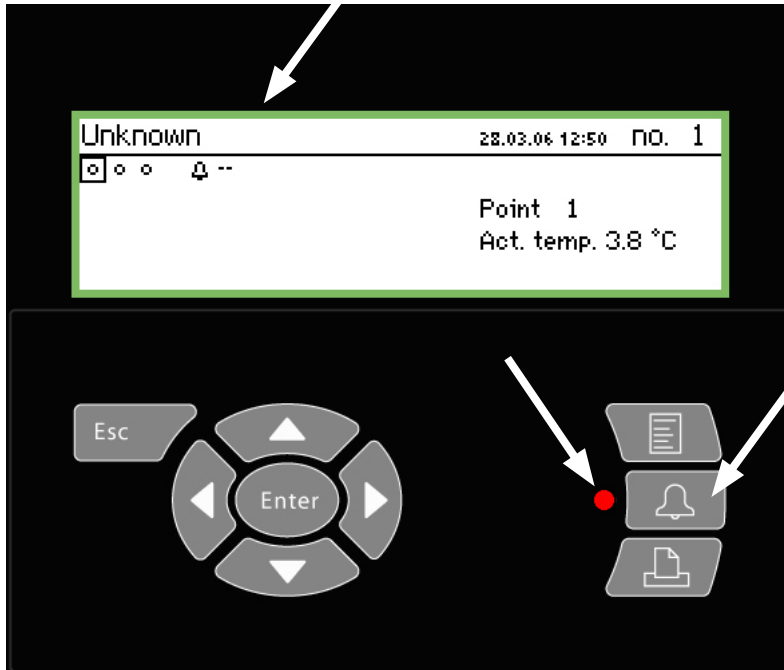 Unknown 28.03.06 12:50 no. 1
--
Point 1
Act. temp. 3.8 °C
Esc
Enter